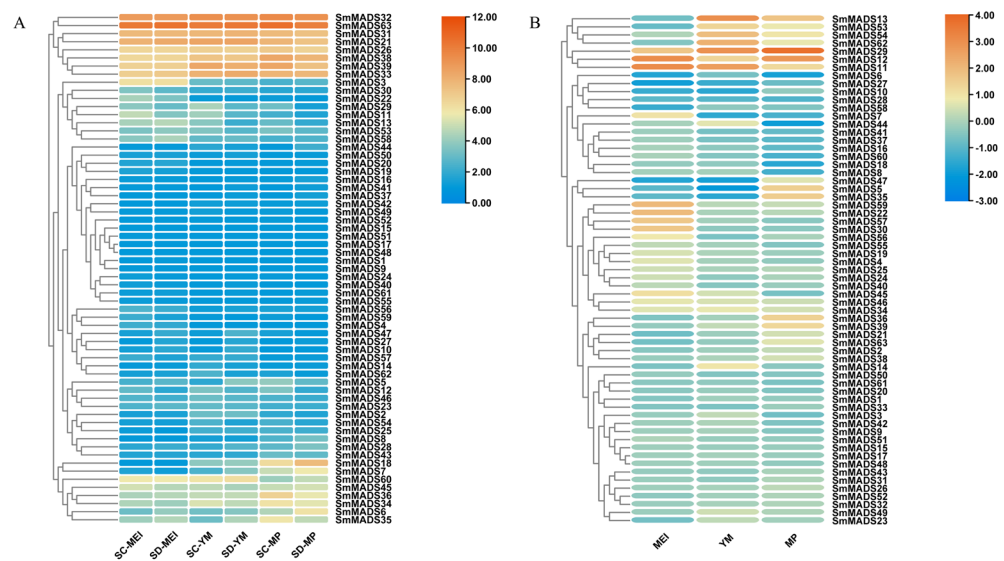 A
SmMADS32
SmMADS63
SmMADS31
SmMADS21
SmMADS26
SmMADS38
SmMADS39
SmMADS33
SmMADS3
SmMADS30
SmMADS22
SmMADS29
SmMADS11
SmMADS13
SmMADS53
SmMADS58
SmMADS44
SmMADS50
SmMADS20
SmMADS19
SmMADS16
SmMADS41
SmMADS37
SmMADS42
SmMADS49
SmMADS52
SmMADS15
SmMADS51
SmMADS17
SmMADS48
SmMADS1
SmMADS9
SmMADS24
SmMADS40
SmMADS61
SmMADS55
SmMADS56
SmMADS59
SmMADS4
SmMADS47
SmMADS27
SmMADS10
SmMADS57
SmMADS14
SmMADS62
SmMADS5
SmMADS12
SmMADS46
SmMADS23
SmMADS2
SmMADS54
SmMADS25
SmMADS8
SmMADS28
SmMADS43
SmMADS18
SmMADS7
SmMADS60
SmMADS45
SmMADS36
SmMADS34
SmMADS6
SmMADS35
SC-MEI
SD-MEI
SC-YM
SD-YM
SC-MP
SD-MP
12.00
10.00
8.00
6.00
4.00
2.00
0.00
B
SmMADS13
SmMADS53
SmMADS54
SmMADS62
SmMADS29
SmMADS12
SmMADS11
SmMADS6
SmMADS27
SmMADS10
SmMADS28
SmMADS58
SmMADS7
SmMADS44
SmMADS41
SmMADS37
SmMADS16
SmMADS60
SmMADS18
SmMADS8
SmMADS47
SmMADS5
SmMADS35
SmMADS59
SmMADS22
SmMADS57
SmMADS30
SmMADS56
SmMADS55
SmMADS19
SmMADS4
SmMADS25
SmMADS24
SmMADS40
SmMADS45
SmMADS46
SmMADS34
SmMADS36
SmMADS39
SmMADS21
SmMADS63
SmMADS2
SmMADS38
SmMADS14
SmMADS50
SmMADS61
SmMADS20
SmMADS1
SmMADS33
SmMADS3
SmMADS42
SmMADS9
SmMADS51
SmMADS15
SmMADS17
SmMADS48
SmMADS43
SmMADS31
SmMADS26
SmMADS52
SmMADS32
SmMADS49
SmMADS23
MEI
YM
MP
4.00
3.00
2.00
1.00
0.00
-1.00
-2.00
-3.00